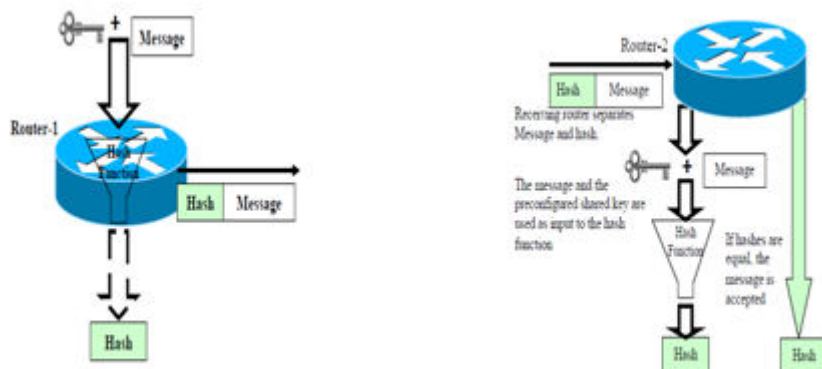 +
Message
Router-1
Hash
Function
Hash
Message
Hash
Router-2
Hash
Message
Receiving router separates
Message and hash.
+
Message
The message and the
preconfigured shared key are
used as input to the hash
function
Hash
Function
If hashes are
equal, the
message is
accepted
Hash
Hash